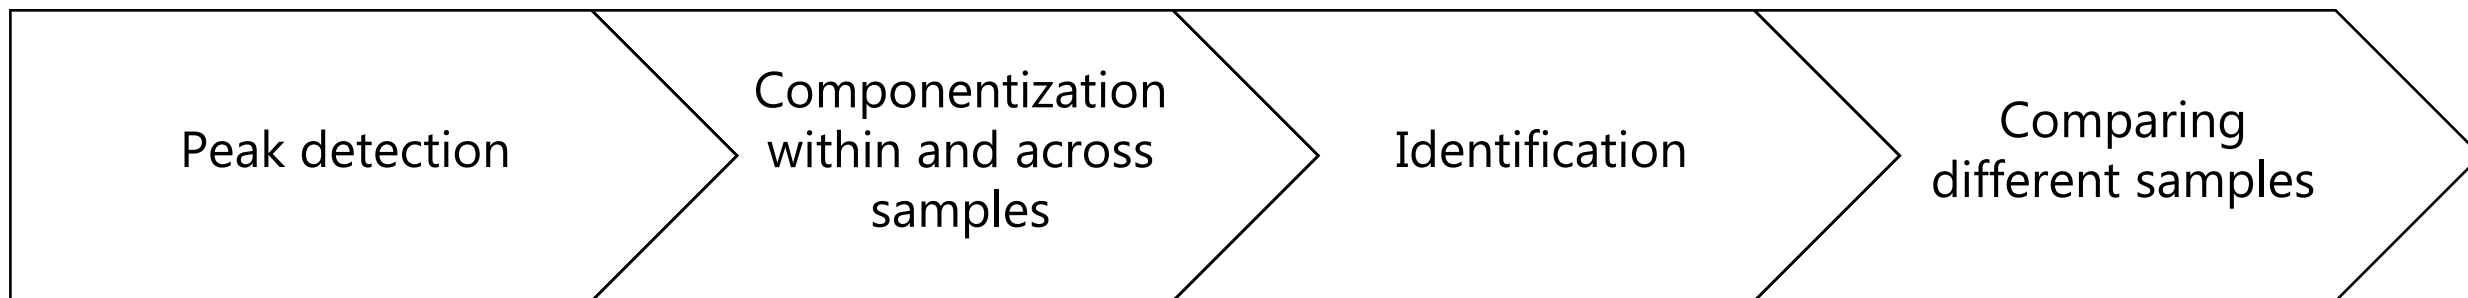 Peak detection
Componentization
within and across
samples
Identification
Comparing
different samples